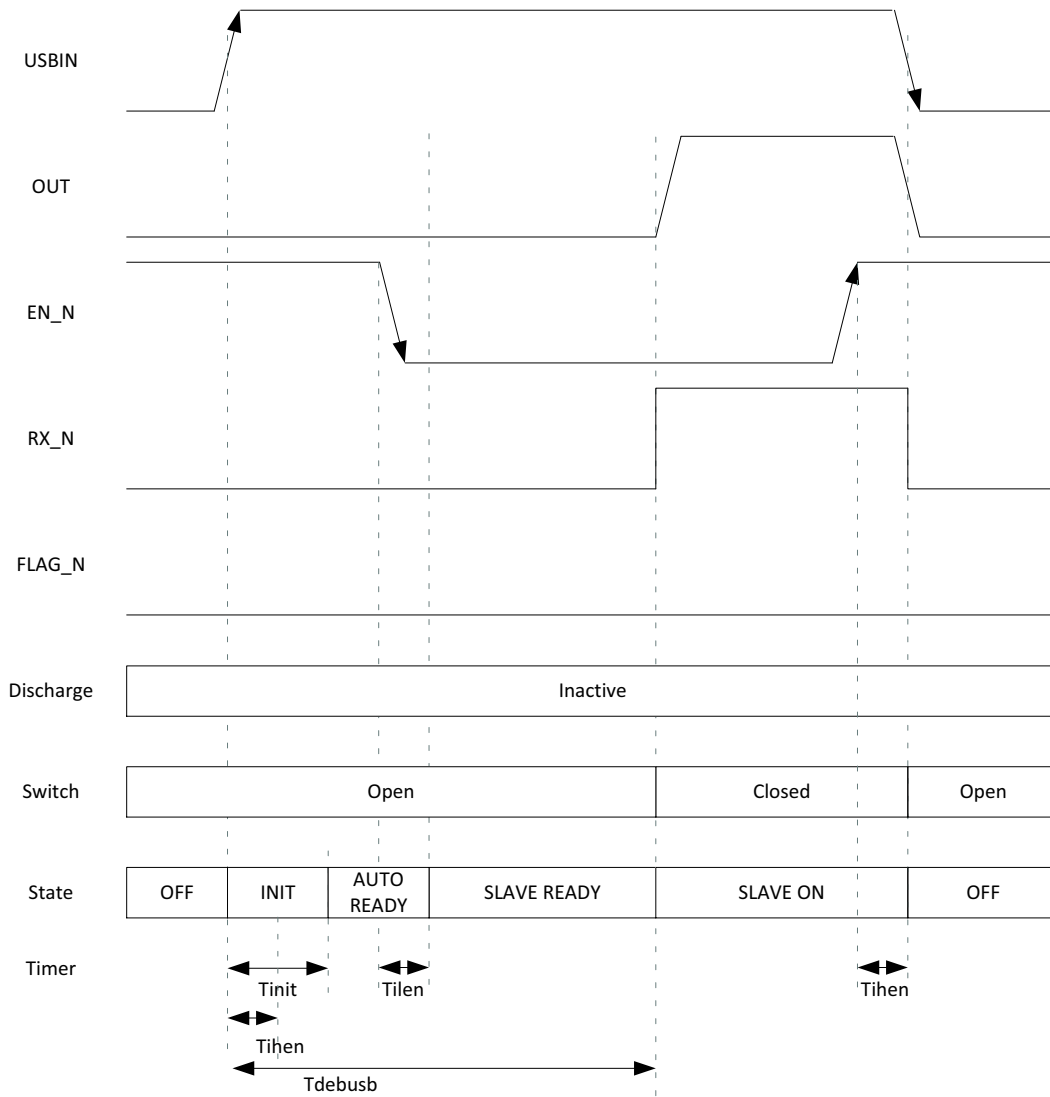 USBIN
OUT
EN_N
RX_N
FLAG_N
Discharge
Inactive
Switch
Open
Closed
Open
State
OFF
INIT
AUTO
READY
SLAVE READY
SLAVE ON
OFF
Timer
Tinit
Tilen
Tihen
Tihen
Tdebusb